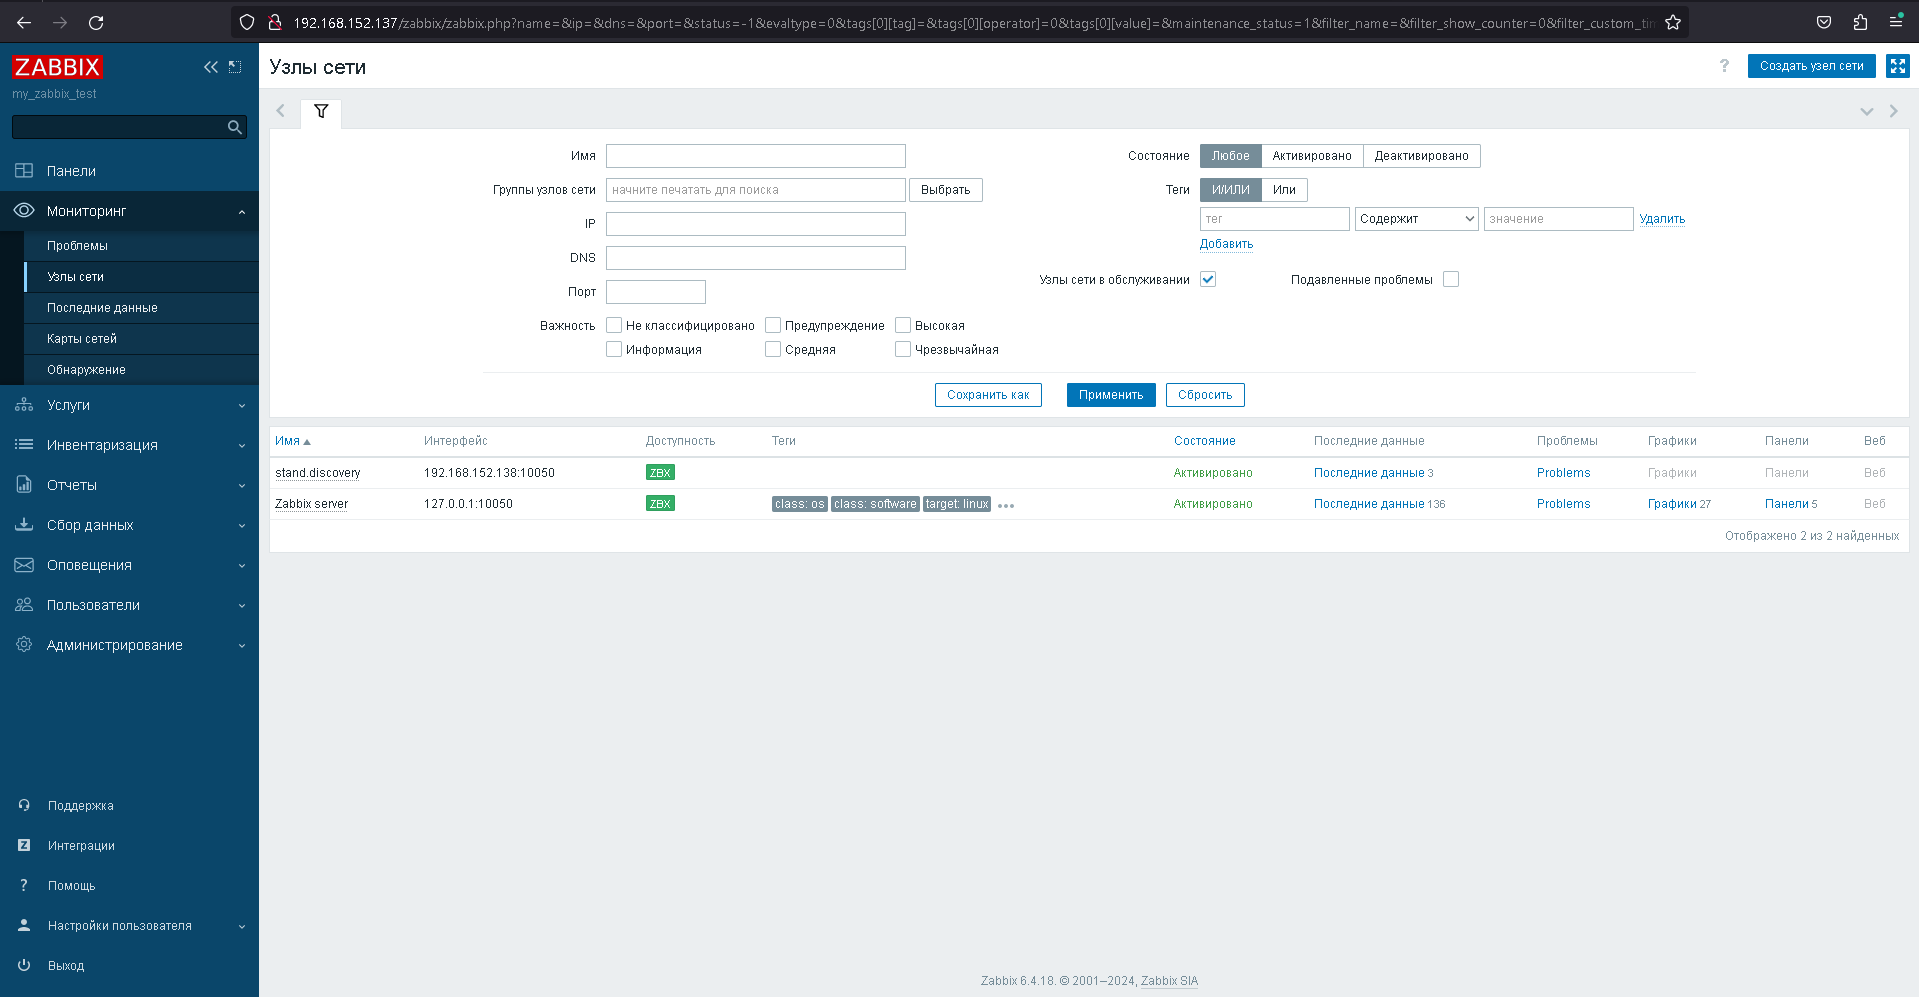 192.168.152.137/zabbix/zabbix.php?name=&ip=&dns=&port=&status=-1&evaltype=0&tags[0][tag]=&tags[0][operator]=0&tags[0][value]=&maintenance_status=1&filter_name=&filter_show_counter=0&filter_custom_tim
ZABBIX
my_zabbix_test
Панели
Мониторинг
Проблемы
Узлы сети
Последние данные
Карты сетей
Обнаружение
Услуги
Инвентаризация
Отчеты
Сбор данных
Оповещения
Пользователи
Администрирование
Поддержка
Z Интеграции
? Помощь
Настройки пользователя
Выход
Узлы сети
? Создать узел сети
Имя
Группы узлов сети начните печатать для поиска Выбрать
IP
DNS
Порт
Важность Не классифицировано Предупреждение Высокая
Информация Средняя Чрезвычайная
Состояние Любое Активировано Деактивировано
Теги И/ИЛИ Или
тег Содержит значение Удалить
Добавить
Узлы сети в обслуживании Подавленные проблемы
Сохранить как Применить Сбросить
Имя Интерфейс Доступность Теги Состояние Последние данные Проблемы Графики Панели Веб
stand.discovery 192.168.152.138:10050 ZBX Активировано Последние данные 3 Problems Графики Панели Веб
Zabbix server 127.0.0.1:10050 ZBX class: os class: software target: linux ••• Активировано Последние данные 136 Problems Графики 27 Панели 5 Веб
Отображено 2 из 2 найденных
Zabbix 6.4.18. © 2001–2024, Zabbix SIA